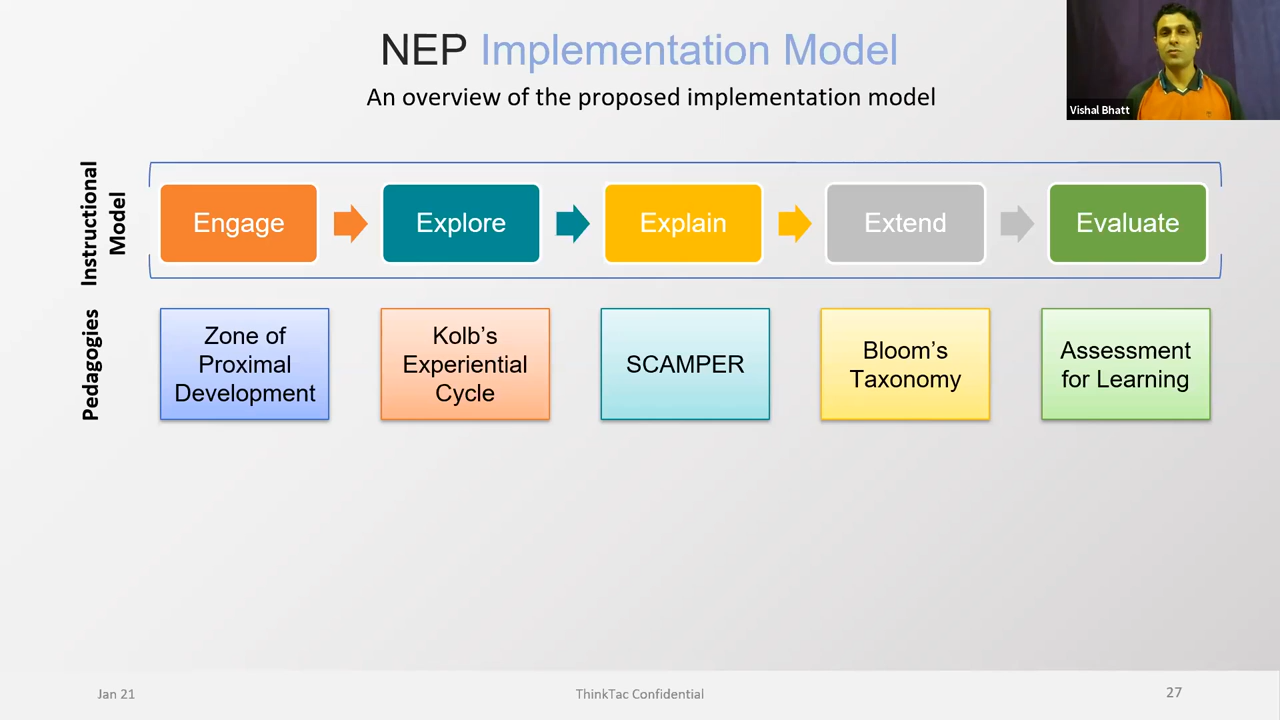 NEP Implementation Model
An overview of the proposed implementation model
Vishal Bhatt
Instructional
Model
Engage
Explore
Explain
Extend
Evaluate
Pedagogies
Zone of
Proximal
Development
Kolb's
Experiential
Cycle
SCAMPER
Bloom's
Taxonomy
Assessment
for Learning
Jan 21
ThinkTac Confidential
27